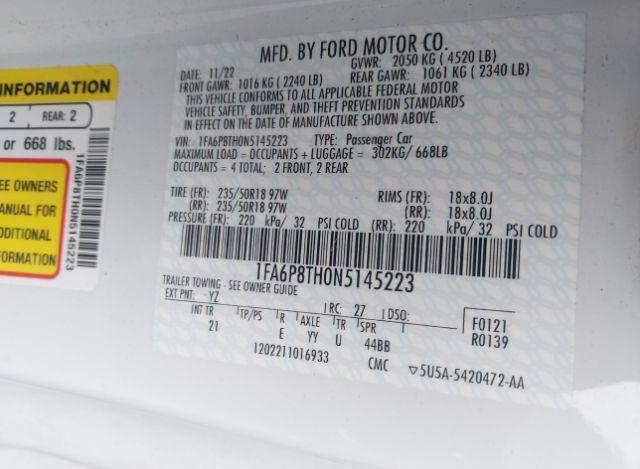 INFORMATION
2 REAR: 2
or 668 lbs.
EE OWNERS
ANUAL FOR
DDITIONAL
FORMATION
1FA6P8TH0N5145223
MFD. BY FORD MOTOR CO.
DATE: 11/22 GVWR: 2050 KG (4520 LB)
FRONT GAWR: 1016 KG (2240 LB) REAR GAWR: 1061 KG (2340 LB)
THIS VEHICLE CONFORMS TO ALL APPLICABLE FEDERAL MOTOR
VEHICLE SAFETY, BUMPER, AND THEFT PREVENTION STANDARDS
IN EFFECT ON THE DATE OF MANUFACTURE SHOWN ABOVE.
VIN: 1FA6P8TH0N5145223 TYPE: Passenger Car
MAXIMUM LOAD = OCCUPANTS + LUGGAGE = 302KG/ 668LB
OCCUPANTS = 4 TOTAL; 2 FRONT, 2 REAR
TIRE (FR): 235/50R18 97W RIMS (FR): 18x8.0J
(RR): 235/50R18 97W (RR): 18x8.0J
PRESSURE (FR): 220 kPa/ 32 PSI COLD (RR): 220 kPa/ 32 PSI COLD
1FA6P8TH0N5145223
TRAILER TOWING - SEE OWNER GUIDE
EXT PNT: YZ RC: 27 DSO: F0121
INT TR TP/PS R AXLE TR SPR R0139
21 E YY U 44BB
1202211016933 CMC ▽5U5A-5420472-AA